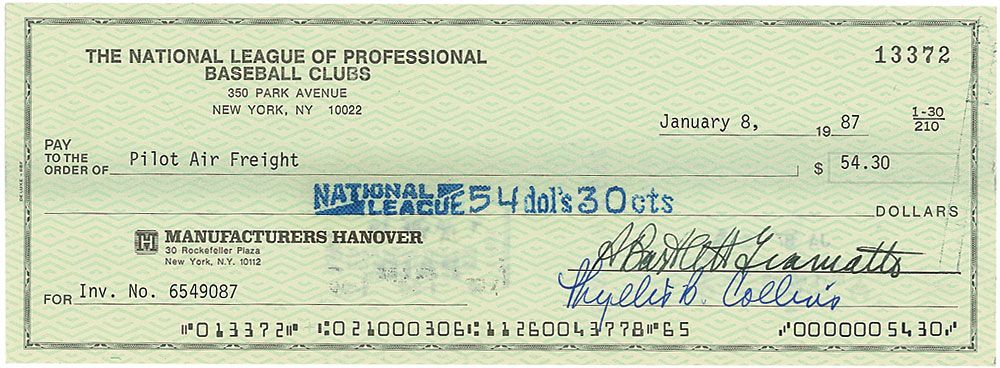 THE NATIONAL LEAGUE OF PROFESSIONAL
BASEBALL CLUBS
350 PARK AVENUE
NEW YORK, NY 10022
13372
January 8, 19 87
1-30
210
PAY
TO THE
ORDER OF Pilot Air Freight $ 54.30
NATIONAL LEAGUE 54 dol's 30 cts
DOLLARS
MANUFACTURERS HANOVER
30 Rockefeller Plaza
New York, N.Y. 10112
A Bartlett Giamatti
Phyllis B. Collins
FOR Inv. No. 6549087
⑈013372⑈ ⑆021000306⑆11260043778⑈65 ⑈0000005430⑈